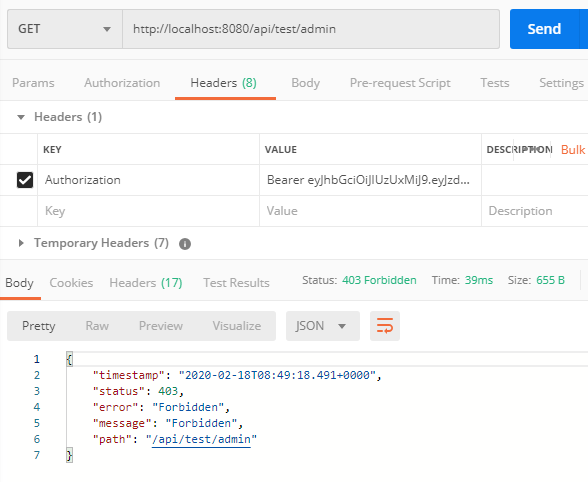 GET http://localhost:8080/api/test/admin Send
Params Authorization Headers (8) Body Pre-request Script Tests Settings
Headers (1)
KEY VALUE DESCRIPTION Bulk
Authorization Bearer eyJhbGciOiJIUzUxMiJ9.eyJzd...
Key Value Description
Temporary Headers (7)
Body Cookies Headers (17) Test Results Status: 403 Forbidden Time: 39ms Size: 655 B
Pretty Raw Preview Visualize JSON
1 {
2 "timestamp": "2020-02-18T08:49:18.491+0000",
3 "status": 403,
4 "error": "Forbidden",
5 "message": "Forbidden",
6 "path": "/api/test/admin"
7 }